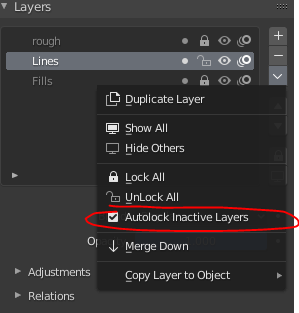 Layers
rough
Lines
Fills
Duplicate Layer
Show All
Hide Others
Lock All
UnLock All
Autolock Inactive Layers
Merge Down
Copy Layer to Object
Adjustments
Relations